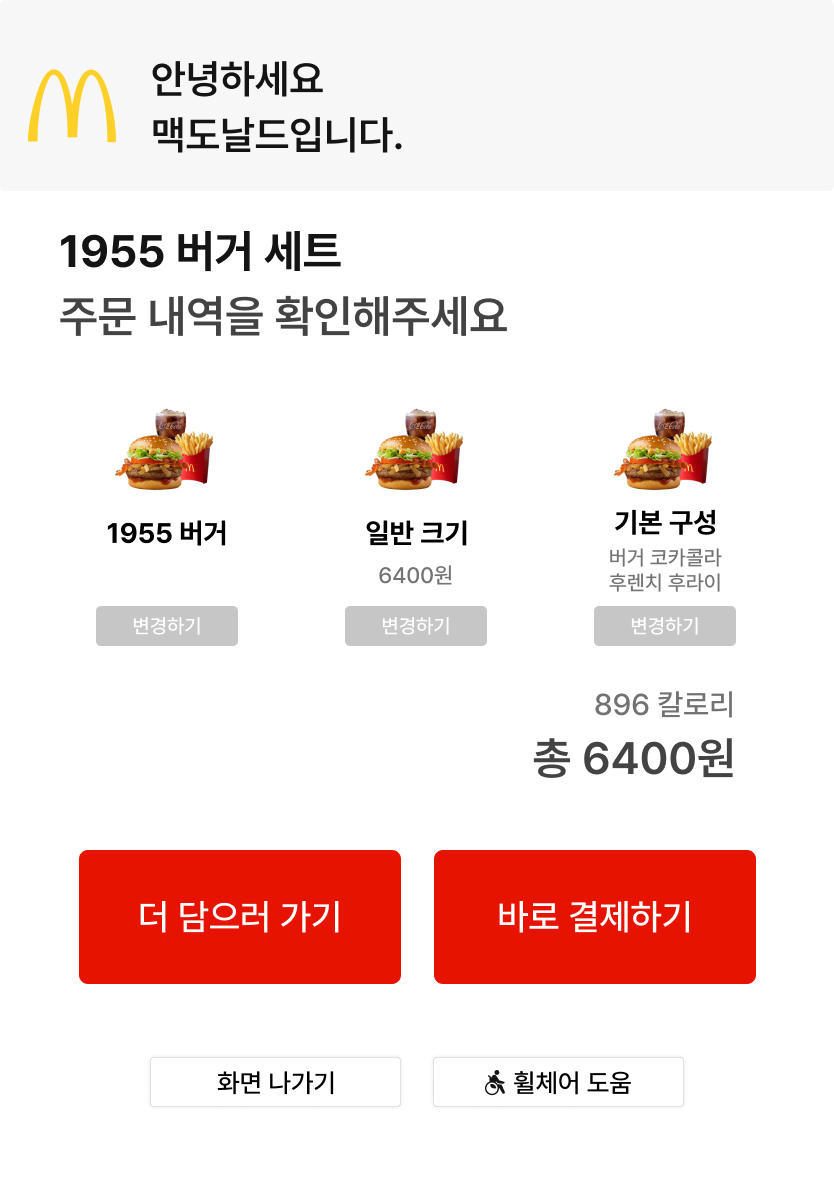 안녕하세요
맥도날드입니다.
1955 버거 세트
주문 내역을 확인해주세요
1955 버거
변경하기
일반 크기
6400원
변경하기
기본 구성
버거 코카콜라
후렌치 후라이
변경하기
896 칼로리
총 6400원
더 담으러 가기
바로 결제하기
화면 나가기
휠체어 도움